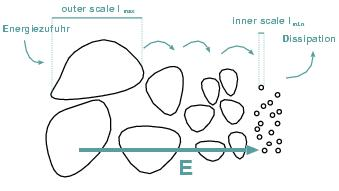 outer scale l max
inner scale l min
Energiezufuhr
Dissipation
E